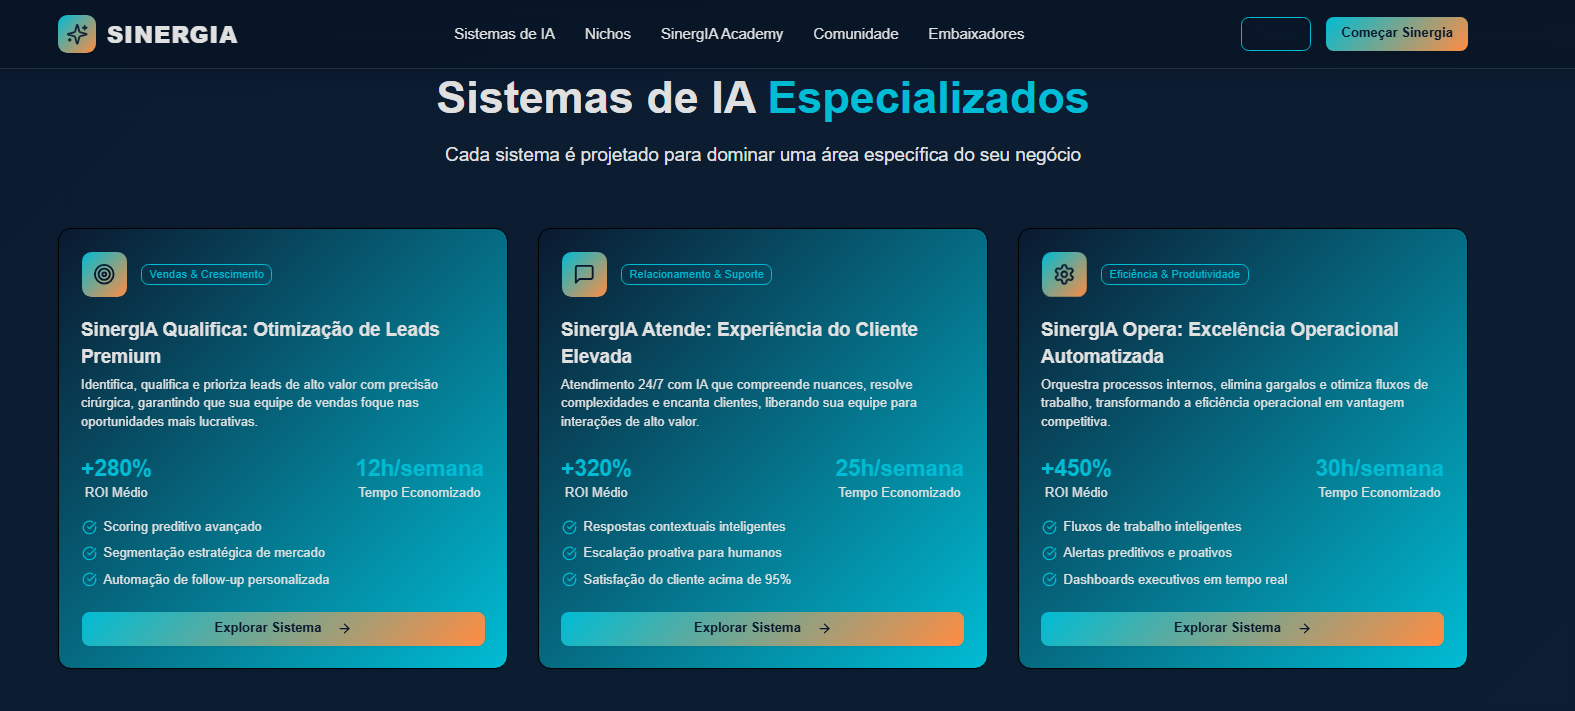 SINERGIA
Sistemas de IA
Nichos
SinergIA Academy
Comunidade
Embaixadores
Começar Sinergia
Sistemas de IA Especializados
Cada sistema é projetado para dominar uma área específica do seu negócio
Vendas & Crescimento
SinergIA Qualifica: Otimização de Leads
Premium
Identifica, qualifica e prioriza leads de alto valor com precisão
cirúrgica, garantindo que sua equipe de vendas foque nas
oportunidades mais lucrativas.
+280%
ROI Médio
12h/semana
Tempo Economizado
Scoring preditivo avançado
Segmentação estratégica de mercado
Automação de follow-up personalizada
Explorar Sistema
Relacionamento & Suporte
SinergIA Atende: Experiência do Cliente
Elevada
Atendimento 24/7 com IA que compreende nuances, resolve
complexidades e encanta clientes, liberando sua equipe para
interações de alto valor.
+320%
ROI Médio
25h/semana
Tempo Economizado
Respostas contextuais inteligentes
Escalação proativa para humanos
Satisfação do cliente acima de 95%
Explorar Sistema
Eficiência & Produtividade
SinergIA Opera: Excelência Operacional
Automatizada
Orquestra processos internos, elimina gargalos e otimiza fluxos de
trabalho, transformando a eficiência operacional em vantagem
competitiva.
+450%
ROI Médio
30h/semana
Tempo Economizado
Fluxos de trabalho inteligentes
Alertas preditivos e proativos
Dashboards executivos em tempo real
Explorar Sistema